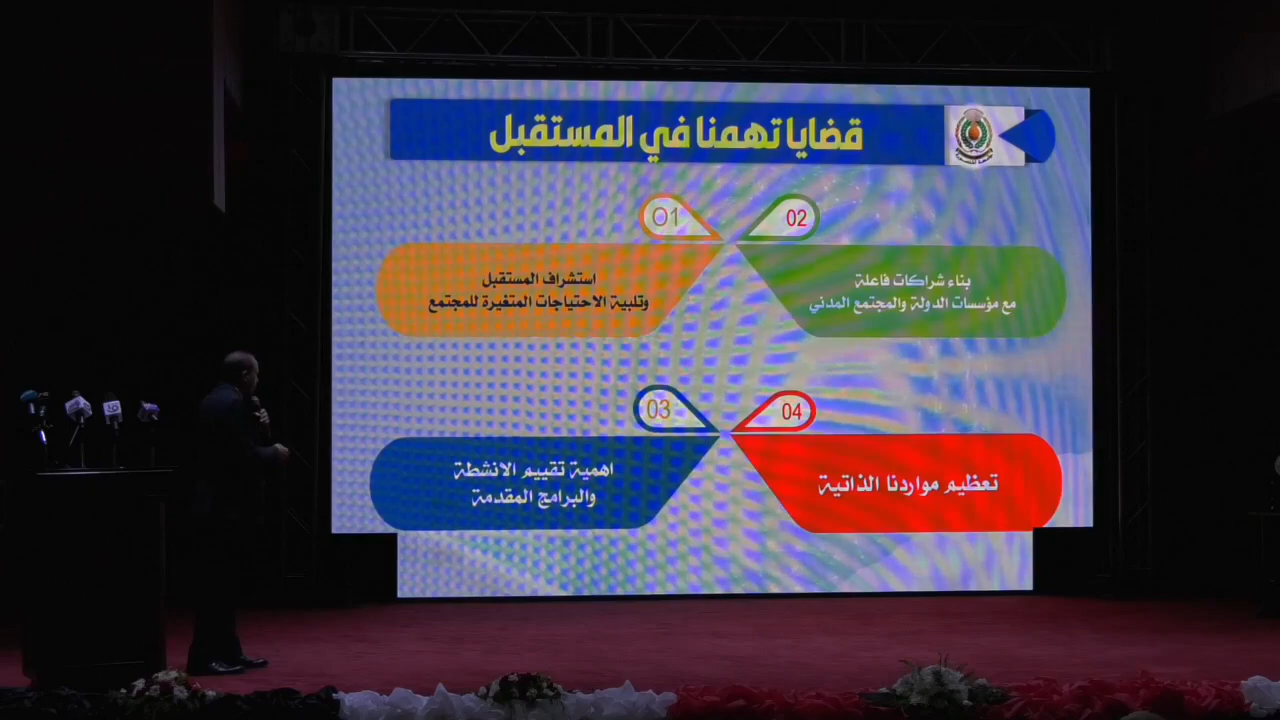 قضايا تهمنا في المستقبل
01
استشراف المستقبل
وتلبية الاحتياجات المتغيرة للمجتمع
02
بناء شراكات فاعلة
مع مؤسسات الدولة والمجتمع المدني
03
اهمية تقييم الانشطة
والبرامج المقدمة
04
تعظيم مواردنا الذاتية